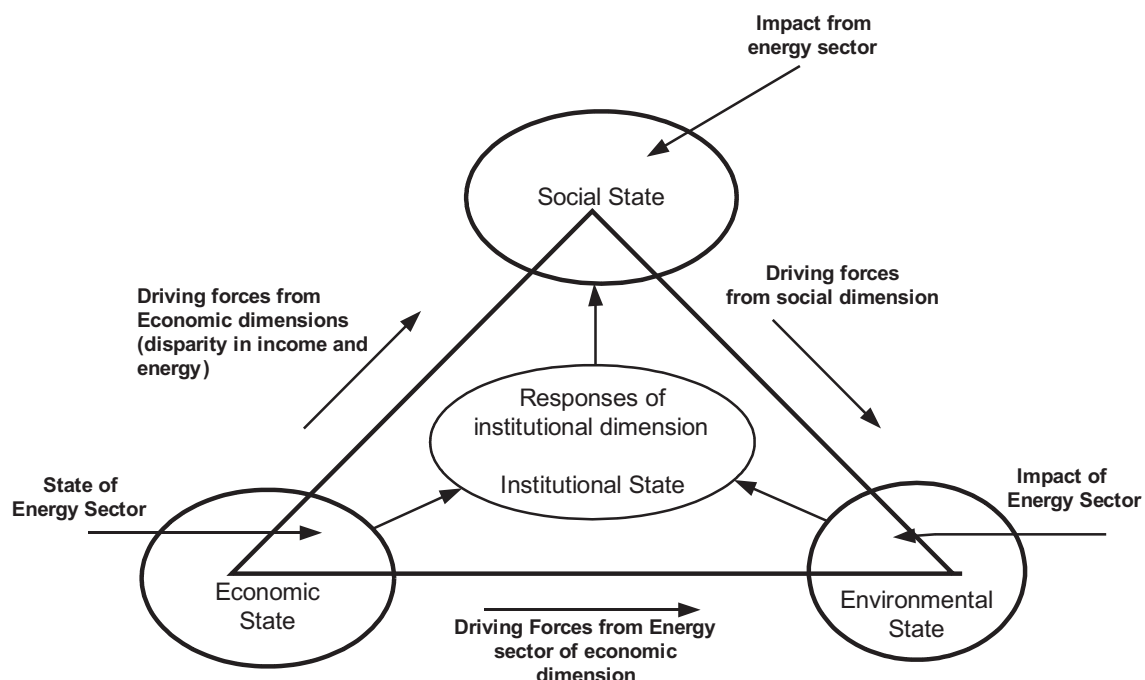 Impact from
energy sector
Social State
Driving forces
from social dimension
Driving forces from
Economic dimensions
(disparity in income and
energy)
Responses of
institutional dimension
Institutional State
State of
Energy Sector
Impact of
Energy Sector
Economic
State
Environmental
State
Driving Forces from Energy
sector of economic
dimension